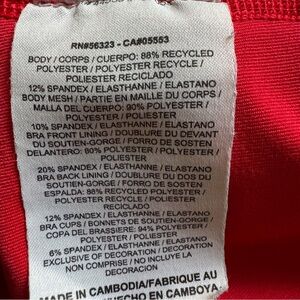 RN#56323 - CA#05553
BODY / CORPS / CUERPO: 88% RECYCLED
POLYESTER / POLYESTER RECYCLE /
POLIESTER RECICLADO
12% SPANDEX / ELASTHANNE / ELASTANO
BODY MESH / PARTIE EN MAILLE DU CORPS /
MALLA DEL CUERPO: 90% POLYESTER /
POLYESTER / POLIESTER
10% SPANDEX / ELASTHANNE / ELASTANO
BRA FRONT LINING / DOUBLURE DU DEVANT
DU SOUTIEN-GORGE / FORRO DE SOSTEN
DELANTERO: 80% POLYESTER / POLYESTER /
POLIESTER
20% SPANDEX / ELASTHANNE / ELASTANO
BRA BACK LINING / DOUBLURE DU DOS DU
SOUTIEN-GORGE / FORRO DE SOSTEN
ESPALDA: 88% RECYCLED POLYESTER /
POLYESTER RECYCLE / POLIESTER
RECICLADO
12% SPANDEX / ELASTHANNE / ELASTANO
BRA CUPS / BONNETS DE SOUTIEN-GORGE /
COPA DEL BRASSIERE: 94% POLYESTER /
POLYESTER / POLIESTER
6% SPANDEX / ELASTHANNE / ELASTANO
EXCLUSIVE OF DECORATION / DECORATION
NON COMPRISE / NO INCLUYE LA
DECORACION
MADE IN CAMBODIA/FABRIQUE AU
HECHO EN CAMBOYA